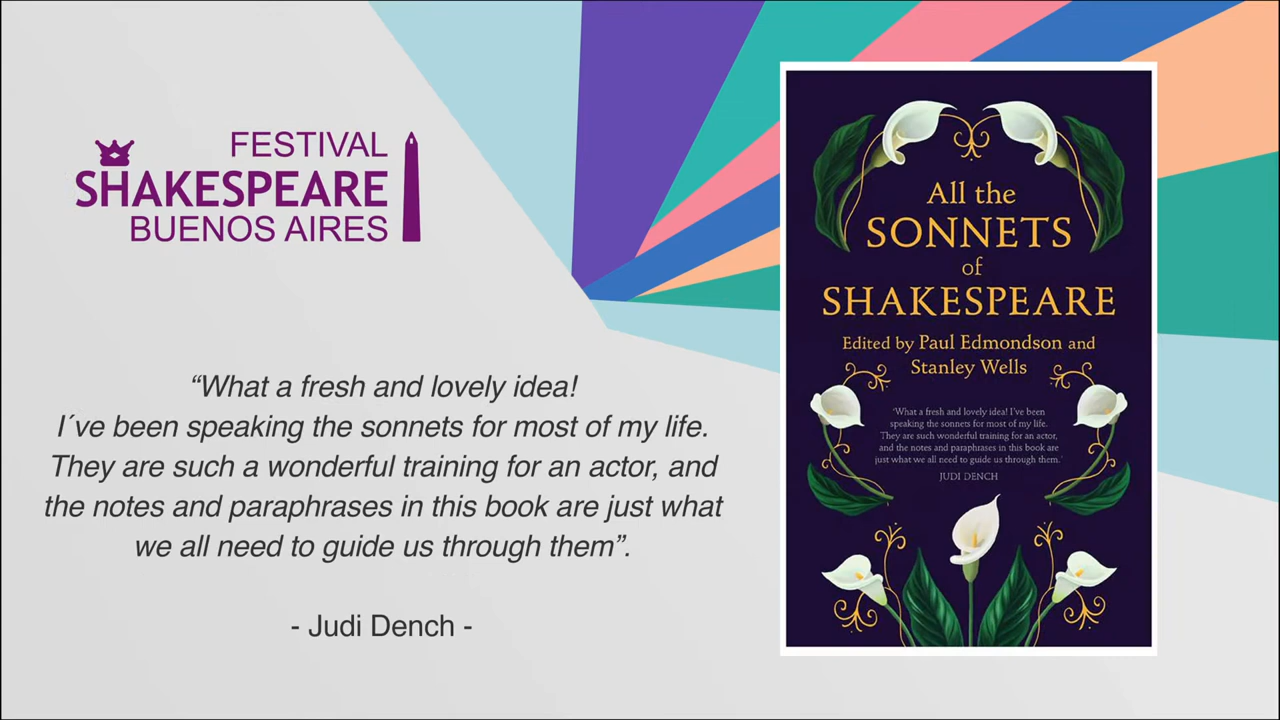 FESTIVAL
SHAKESPEARE
BUENOS AIRES
“What a fresh and lovely idea!
I´ve been speaking the sonnets for most of my life.
They are such a wonderful training for an actor, and
the notes and paraphrases in this book are just what
we all need to guide us through them”.
- Judi Dench -
All the
SONNETS
of
SHAKESPEARE
Edited by Paul Edmondson and
Stanley Wells
‘What a fresh and lovely idea! I’ve been
speaking the sonnets for most of my life.
They are such wonderful training for an actor,
and the notes and paraphrases in this book are
just what we all need to guide us through them.’
JUDI DENCH